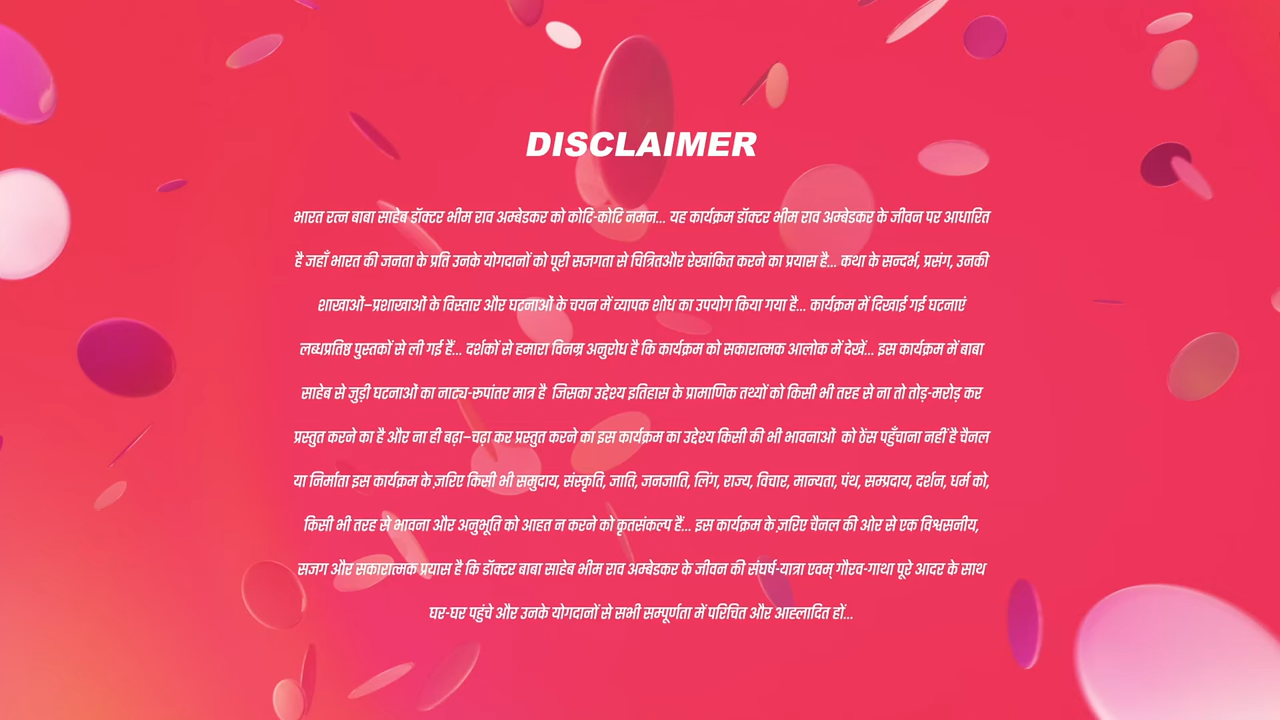 DISCLAIMER
भारत रत्न बाबा साहेब डॉक्टर भीम राव अम्बेडकर को कोटि-कोटि नमन... यह कार्यक्रम डॉक्टर भीम राव अम्बेडकर के जीवन पर आधारित
है जहाँ भारत की जनता के प्रति उनके योगदानों को पूरी सजगता से चित्रितऔर रेखांकित करने का प्रयास है... कथा के सन्दर्भ, प्रसंग, उनकी
शाखाओं–प्रशाखाओं के विस्तार और घटनाओं के चयन में व्यापक शोध का उपयोग किया गया है... कार्यक्रम में दिखाई गई घटनाएं
लब्धप्रतिष्ठ पुस्तकों से ली गई हैं... दर्शकों से हमारा विनम्र अनुरोध है कि कार्यक्रम को सकारात्मक आलोक में देखें... इस कार्यक्रम में बाबा
साहेब से जुड़ी घटनाओं का नाट्य-रूपांतर मात्र है जिसका उद्देश्य इतिहास के प्रामाणिक तथ्यों को किसी भी तरह से ना तो तोड़-मरोड़ कर
प्रस्तुत करने का है और ना ही बढ़ा–चढ़ा कर प्रस्तुत करने का इस कार्यक्रम का उद्देश्य किसी की भी भावनाओं को ठेंस पहुँचाना नहीं है चैनल
या निर्माता इस कार्यक्रम के ज़रिए किसी भी समुदाय, संस्कृति, जाति, जनजाति, लिंग, राज्य, विचार, मान्यता, पंथ, सम्प्रदाय, दर्शन, धर्म को,
किसी भी तरह से भावना और अनुभूति को आहत न करने को कृतसंकल्प हैं... इस कार्यक्रम के ज़रिए चैनल की ओर से एक विश्वसनीय,
सजग और सकारात्मक प्रयास है कि डॉक्टर बाबा साहेब भीम राव अम्बेडकर के जीवन की संघर्ष-यात्रा एवम् गौरव-गाथा पूरे आदर के साथ
घर-घर पहुंचे और उनके योगदानों से सभी सम्पूर्णता में परिचित और आह्लादित हों...